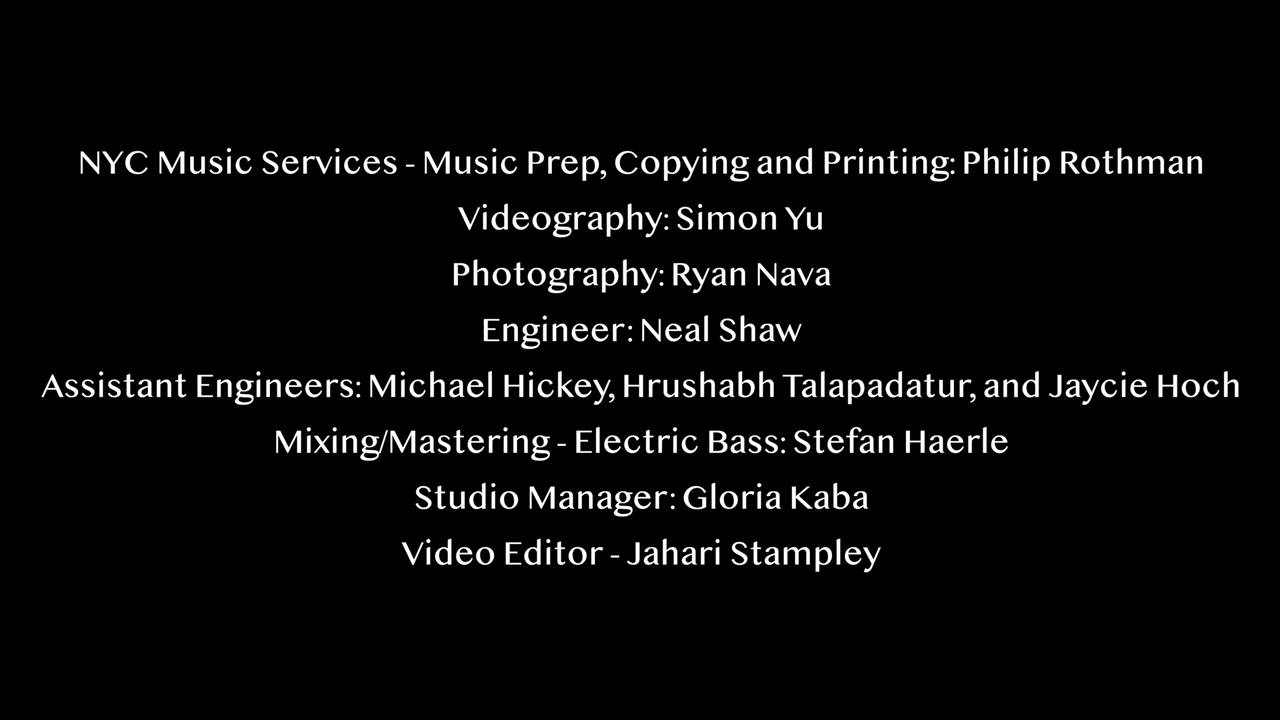 NYC Music Services - Music Prep, Copying and Printing: Philip Rothman
Videography: Simon Yu
Photography: Ryan Nava
Engineer: Neal Shaw
Assistant Engineers: Michael Hickey, Hrushabh Talapadatur, and Jaycie Hoch
Mixing/Mastering - Electric Bass: Stefan Haerle
Studio Manager: Gloria Kaba
Video Editor - Jahari Stampley